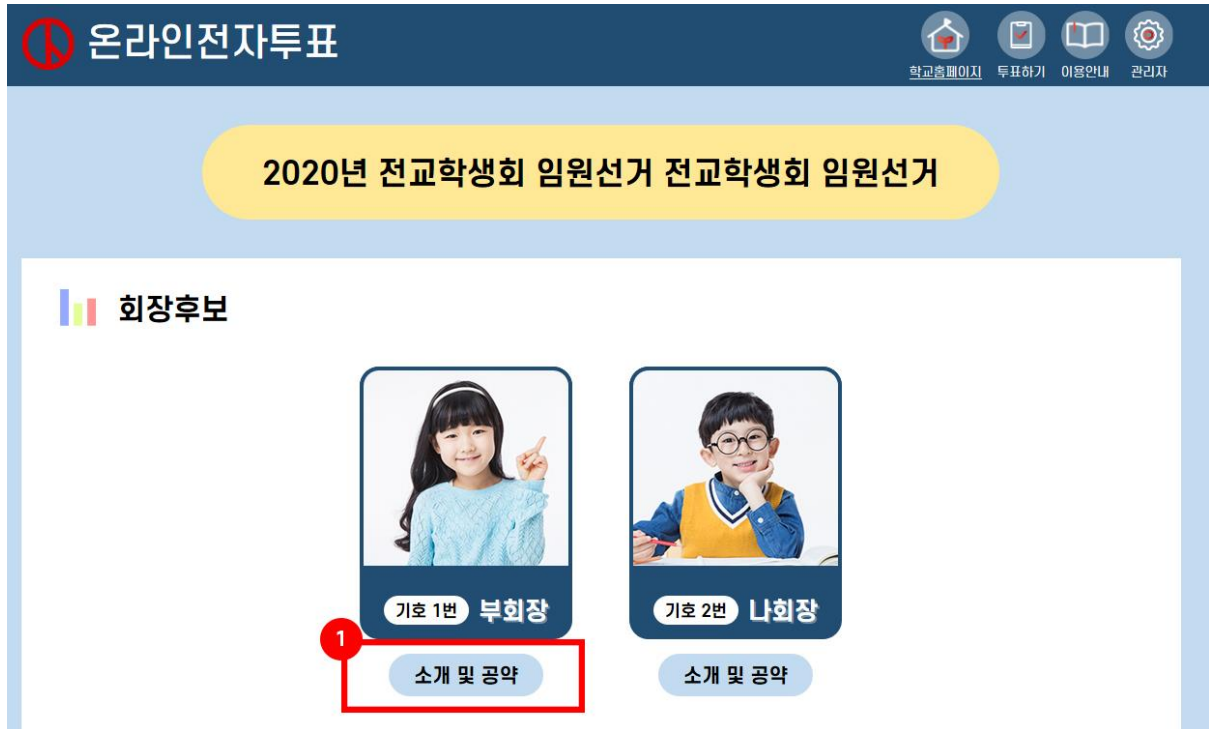 온라인전자투표
학교홈페이지 투표하기 이용안내 관리자
2020년 전교학생회 임원선거 전교학생회 임원선거
회장후보
기호 1번 부회장
기호 2번 나회장
1
소개 및 공약
소개 및 공약